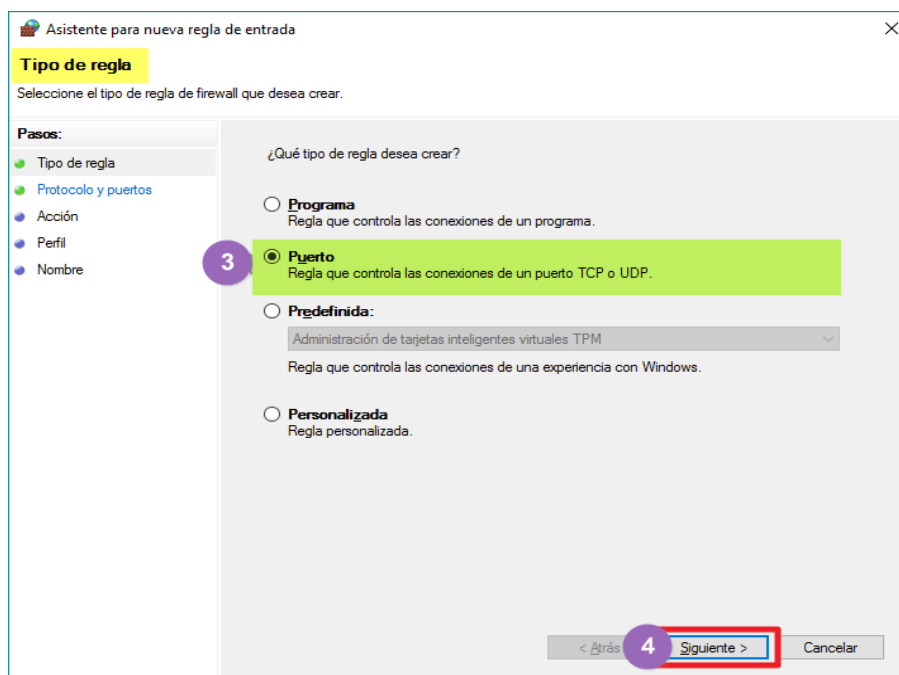 Asistente para nueva regla de entrada
Tipo de regla
Seleccione el tipo de regla de firewall que desea crear.
Pasos:
Tipo de regla
Protocolo y puertos
Acción
Perfil
Nombre
¿Qué tipo de regla desea crear?
Programa
Regla que controla las conexiones de un programa.
3
Puerto
Regla que controla las conexiones de un puerto TCP o UDP.
Predefinida:
Administración de tarjetas inteligentes virtuales TPM
Regla que controla las conexiones de una experiencia con Windows.
Personalizada
Regla personalizada.
< Atrás 4 Siguiente > Cancelar